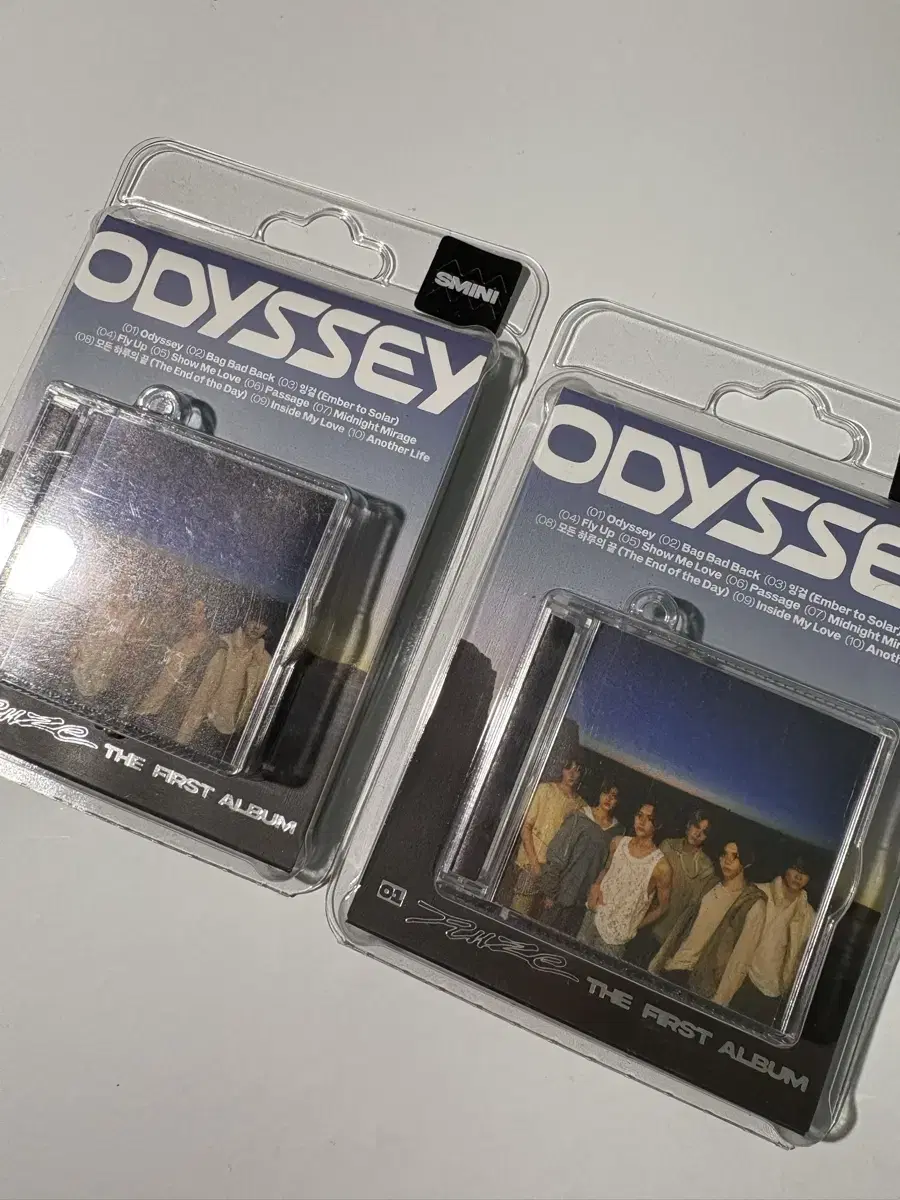 SMINI
ODYSSEY
(01) Odyssey (02) Bag Bad Back (03) 잉걸 (Ember to Solar)
(04) Fly Up (05) Show Me Love (06) Passage (07) Midnight Mirage
(08) 모든 하루의 끝 (The End of the Day) (09) Inside My Love (10) Another Life
RIIZE THE FIRST ALBUM
ODYSSE
(01) Odyssey (02) Bag Bad Back (03) 잉걸 (Ember to Solar)
(04) Fly Up (05) Show Me Love (06) Passage (07) Midnight Mi
(08) 모든 하루의 끝 (The End of the Day) (09) Inside My Love (10) Anoth
01 RIIZE THE FIRST ALBUM